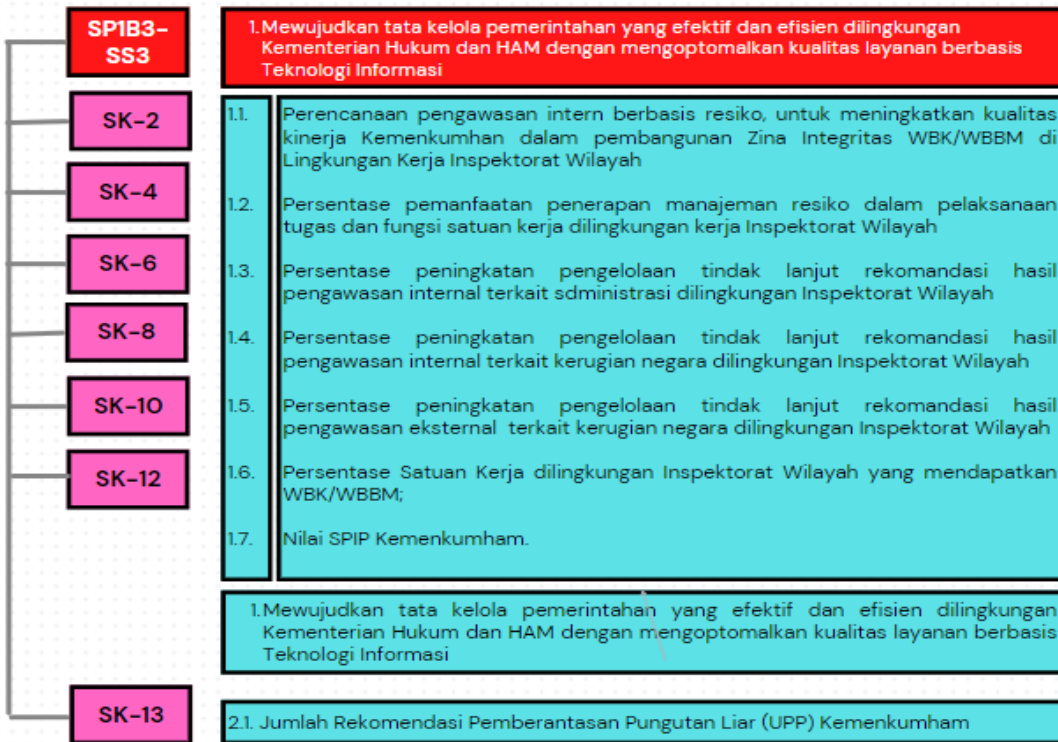 SP1B3-
SS3
1.Mewujudkan tata kelola pemerintahan yang efektif dan efisien dilingkungan
Kementerian Hukum dan HAM dengan mengoptomalkan kualitas layanan berbasis
Teknologi Informasi
SK-2
1.1. Perencanaan pengawasan intern berbasis resiko, untuk meningkatkan kualitas
kinerja Kemenkumhan dalam pembangunan Zina Integritas WBK/WBBM di
Lingkungan Kerja Inspektorat Wilayah
SK-4
1.2. Persentase pemanfaatan penerapan manajeman resiko dalam pelaksanaan
tugas dan fungsi satuan kerja dilingkungan kerja Inspektorat Wilayah
SK-6
1.3. Persentase peningkatan pengelolaan tindak lanjut rekomandasi hasil
pengawasan internal terkait sdministrasi dilingkungan Inspektorat Wilayah
SK-8
1.4. Persentase peningkatan pengelolaan tindak lanjut rekomandasi hasil
pengawasan internal terkait kerugian negara dilingkungan Inspektorat Wilayah
SK-10
1.5. Persentase peningkatan pengelolaan tindak lanjut rekomandasi hasil
pengawasan eksternal terkait kerugian negara dilingkungan Inspektorat Wilayah
SK-12
1.6. Persentase Satuan Kerja dilingkungan Inspektorat Wilayah yang mendapatkan
WBK/WBBM;
1.7. Nilai SPIP Kemenkumham.
1.Mewujudkan tata kelola pemerintahan yang efektif dan efisien dilingkungan
Kementerian Hukum dan HAM dengan mengoptomalkan kualitas layanan berbasis
Teknologi Informasi
SK-13
2.1. Jumlah Rekomendasi Pemberantasan Pungutan Liar (UPP) Kemenkumham